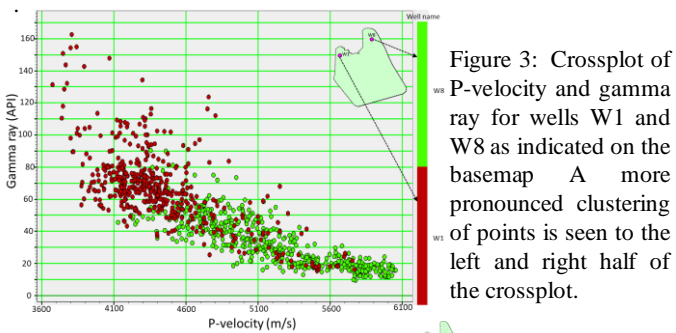 Well name
160
140
120
100
80
60
40
20
0
Gamma ray (API)
3600 4100 4600 5100 5600 6100
P-velocity (m/s)
W8
W1
W8
W1
Figure 3: Crossplot of
P-velocity and gamma
ray for wells W1 and
W8 as indicated on the
basemap A more
pronounced clustering
of points is seen to the
left and right half of
the crossplot.